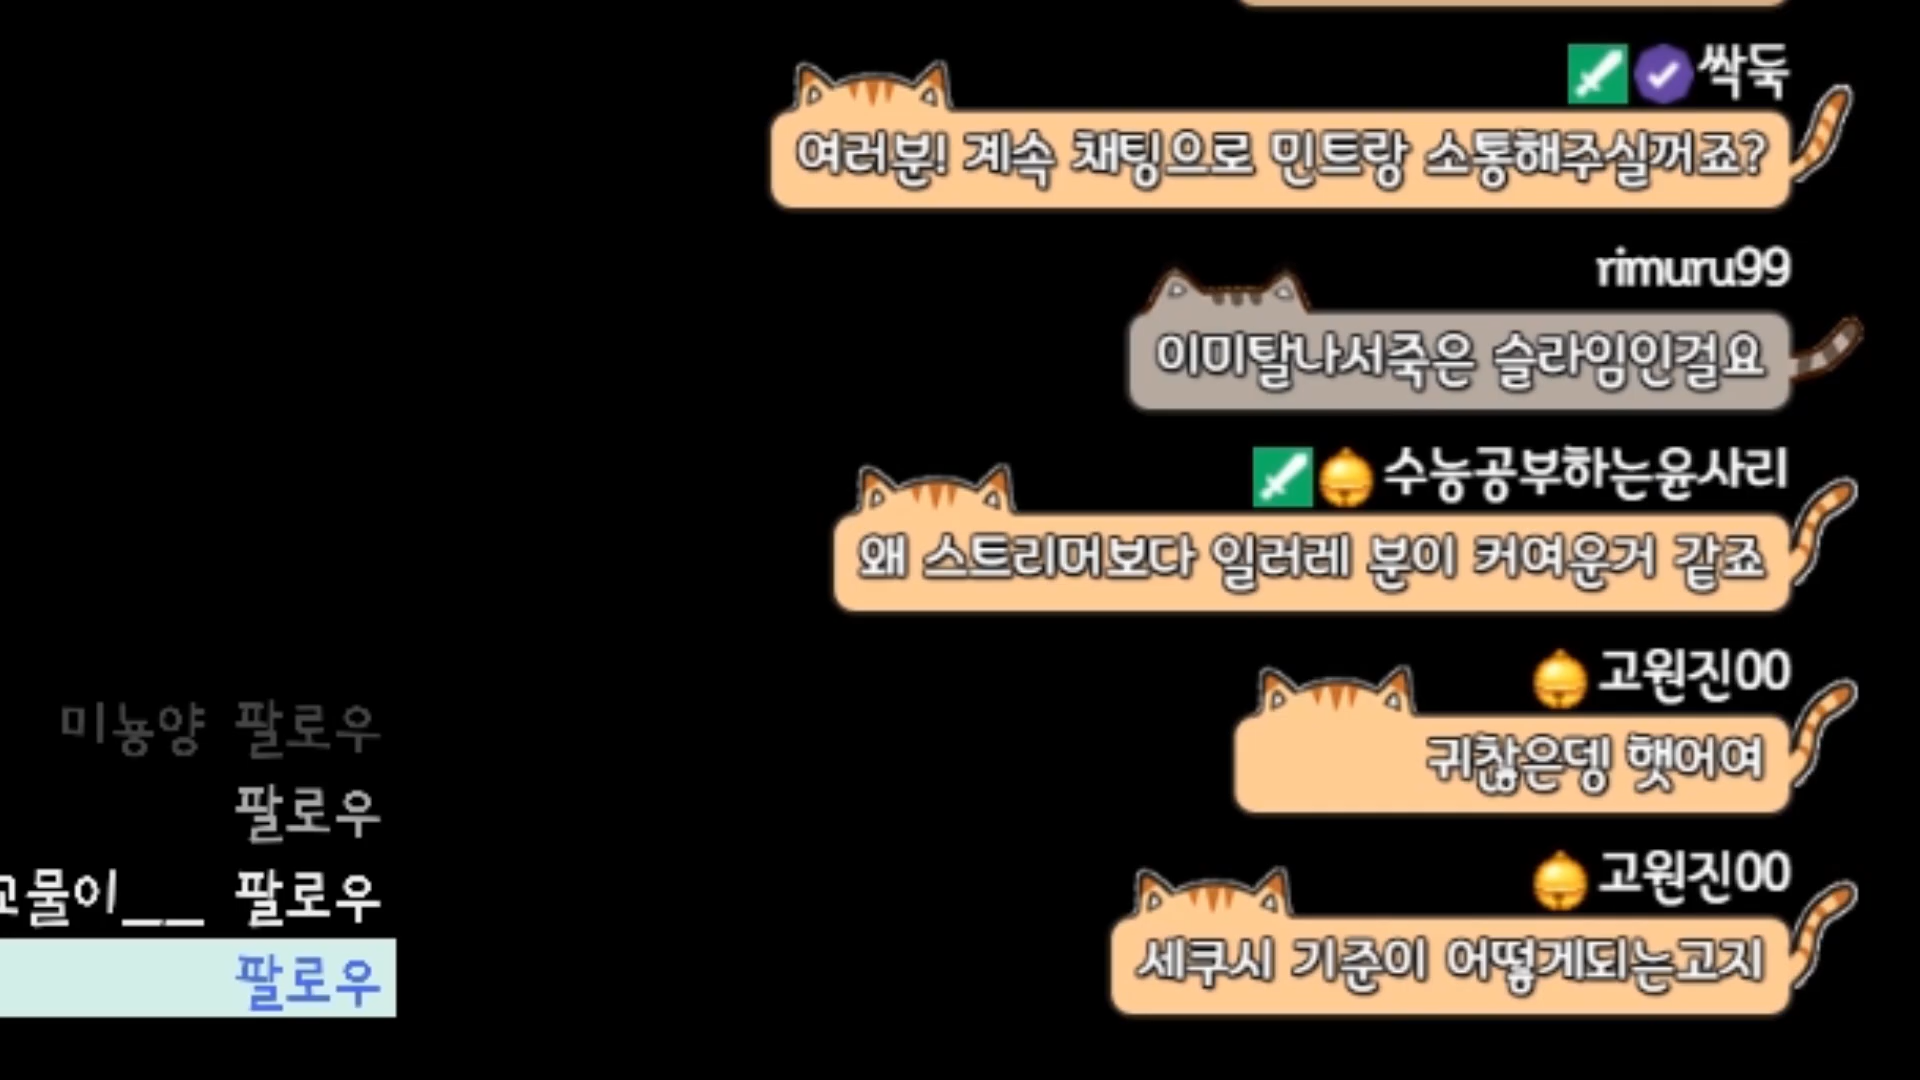 싹둑
여러분! 계속 채팅으로 민트랑 소통해주실꺼죠?
rimuru99
이미탈나서죽은 슬라임인걸요
수능공부하는윤사리
왜 스트리머보다 일러레 분이 커여운거 같죠
고원진00
귀찮은뎅 햇어여
고원진00
세쿠시 기준이 어떻게되는고지
미뇽양 팔로우
팔로우
물이__ 팔로우
팔로우